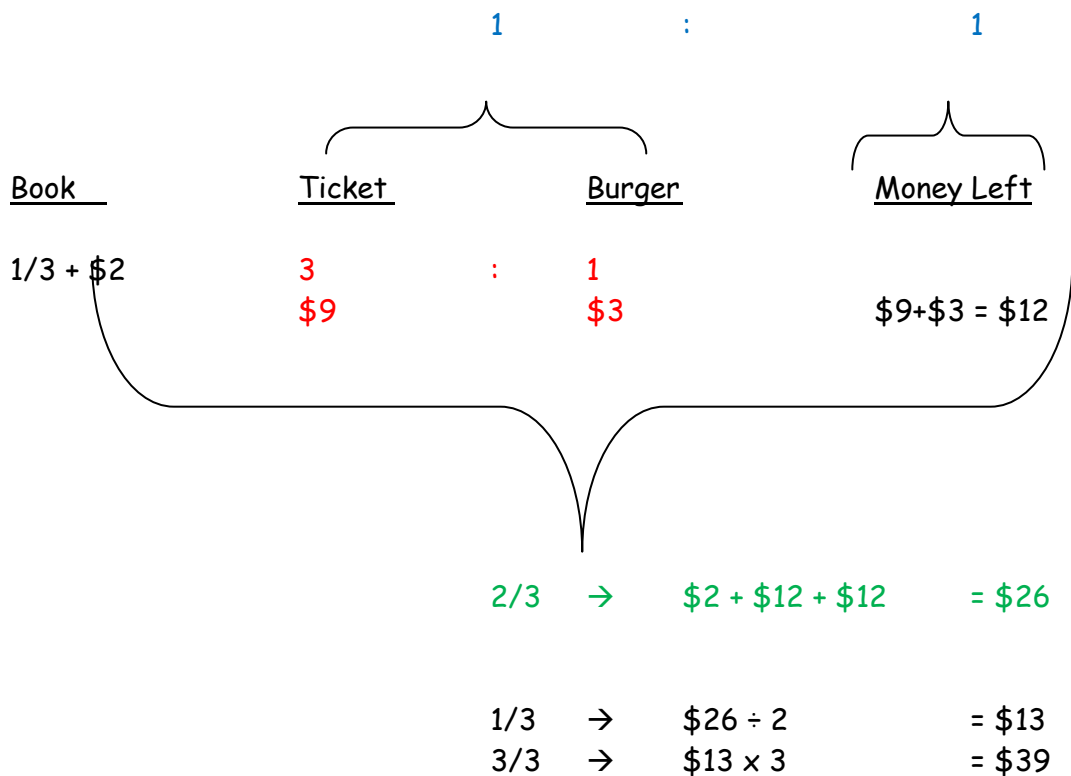 1 : 1
Book Ticket Burger Money Left
1/3 + $2 3 : 1
$9 $3 $9+$3 = $12
2/3 → $2 + $12 + $12 = $26
1/3 → $26 ÷ 2 = $13
3/3 → $13 x 3 = $39